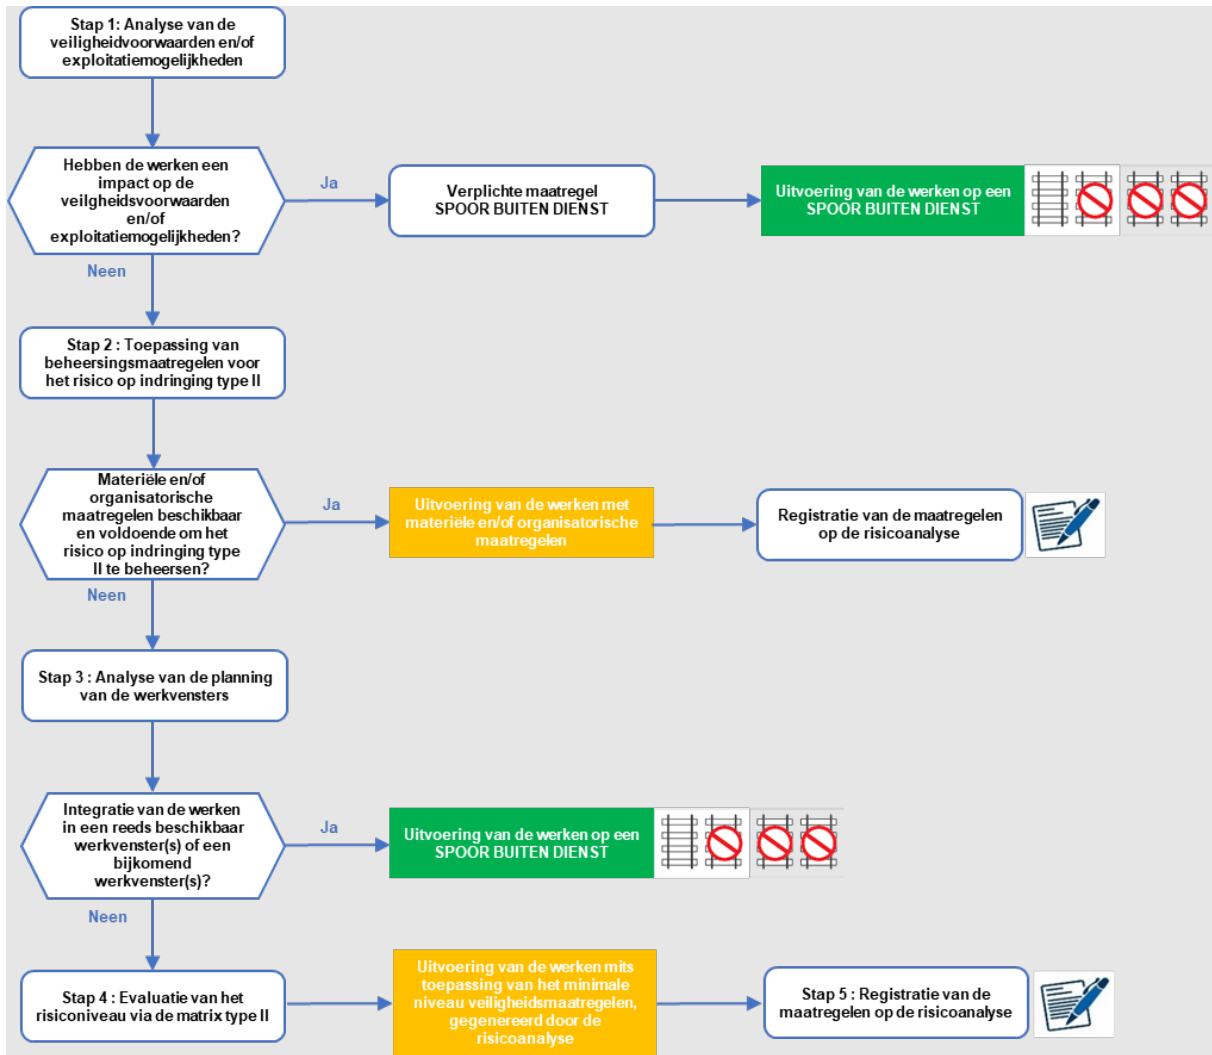 Stap 1: Analyse van de
veiligheidvoorwaarden en/of
exploitatiemogelijkheden
Hebben de werken een
impact op de
veilgheidsvoorwaarden
en/of
exploitatiemogelijkheden?
Ja
Verplichte maatregel
SPOOR BUITEN DIENST
Uitvoering van de werken op een
SPOOR BUITEN DIENST
Neen
Stap 2 : Toepassing van
beheersingsmaatregelen voor
het risico op indringing type II
Materiële en/of
organisatorische
maatregelen beschikbaar
en voldoende om het
risico op indringing type
II te beheersen?
Ja
Uitvoering van de werken met
materiële en/of organisatorische
maatregelen
Registratie van de maatregelen
op de risicoanalyse
Neen
Stap 3 : Analyse van de planning
van de werkvensters
Integratie van de werken
in een reeds beschikbaar
werkvenster(s) of een
bijkomend
werkvenster(s)?
Ja
Uitvoering van de werken op een
SPOOR BUITEN DIENST
Neen
Stap 4 : Evaluatie van het
risiconiveau via de matrix type II
Uitvoering van de werken mits
toepassing van het minimale
niveau veiligheidsmaatregelen,
gegenereerd door de
risicoanalyse
Stap 5 : Registratie van de
maatregelen op de risicoanalyse